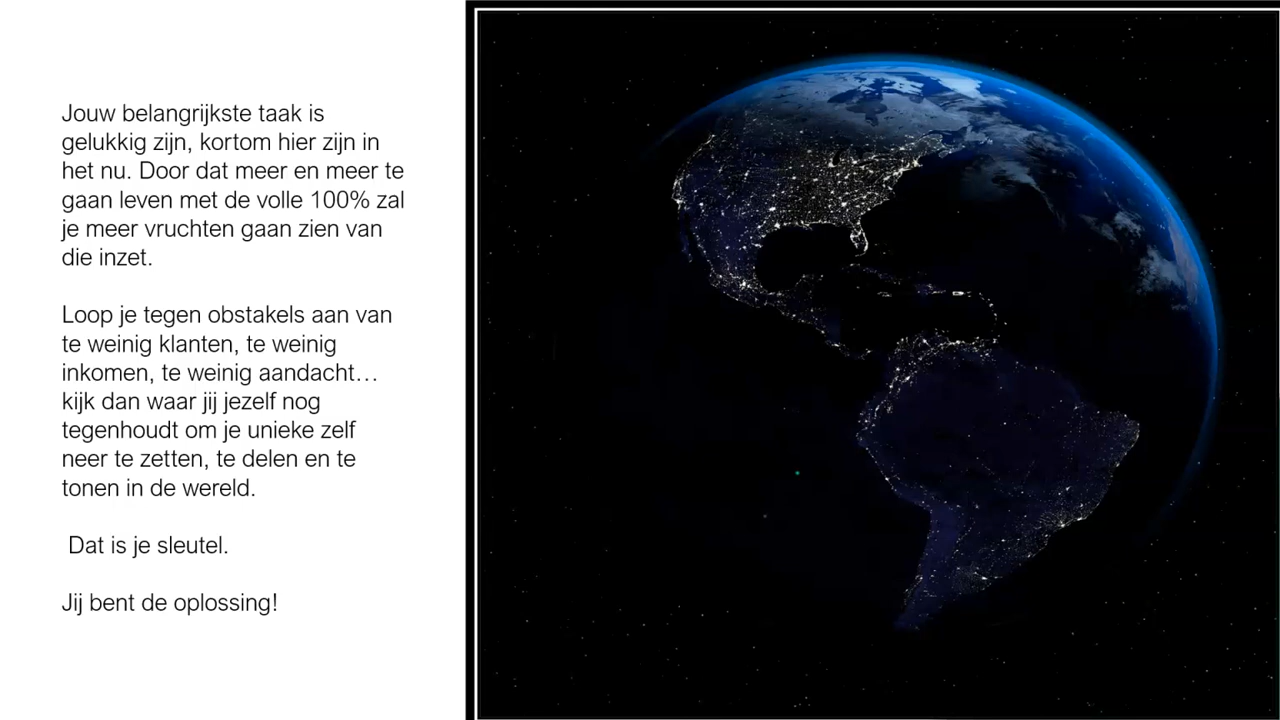 Jouw belangrijkste taak is
gelukkig zijn, kortom hier zijn in
het nu. Door dat meer en meer te
gaan leven met de volle 100% zal
je meer vruchten gaan zien van
die inzet.
Loop je tegen obstakels aan van
te weinig klanten, te weinig
inkomen, te weinig aandacht…
kijk dan waar jij jezelf nog
tegenhoudt om je unieke zelf
neer te zetten, te delen en te
tonen in de wereld.
Dat is je sleutel.
Jij bent de oplossing!